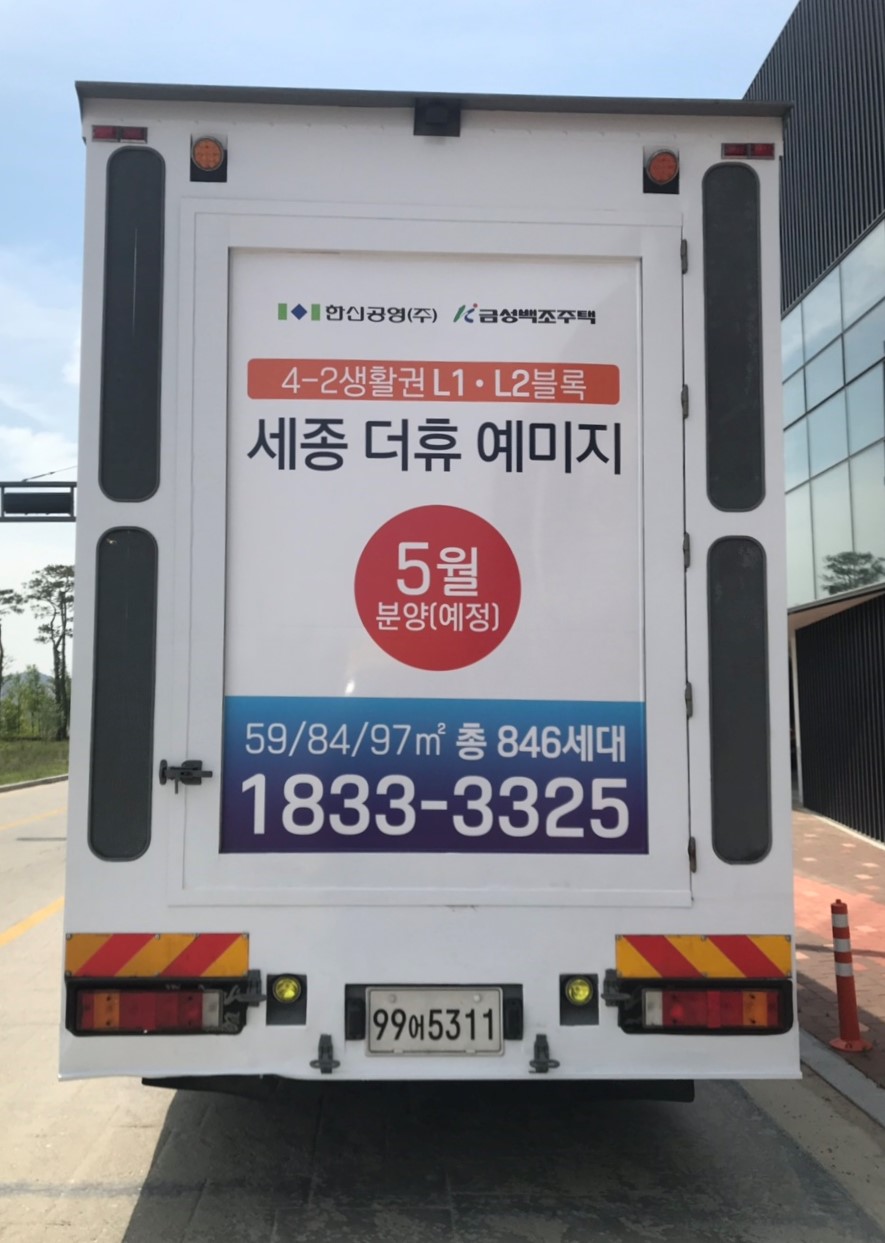 한신공영(주) 금성백조주택
4-2생활권 L1·L2블록
세종 더휴 예미지
5월
분양(예정)
59/84/97㎡ 총 846세대
1833-3325
99어5311